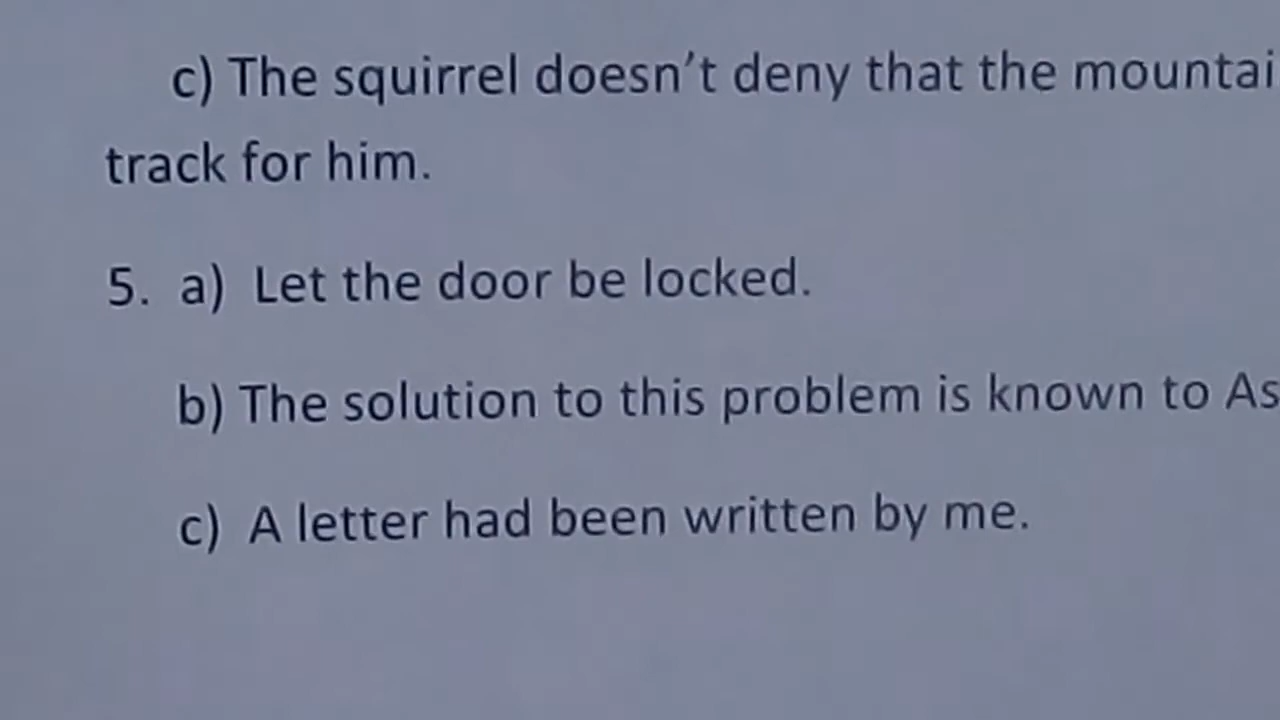 c) The squirrel doesn't deny that the
track for him.
5. a) Let the door be locked.
b) The solution to this problem is known to
c) A letter had been written by me.